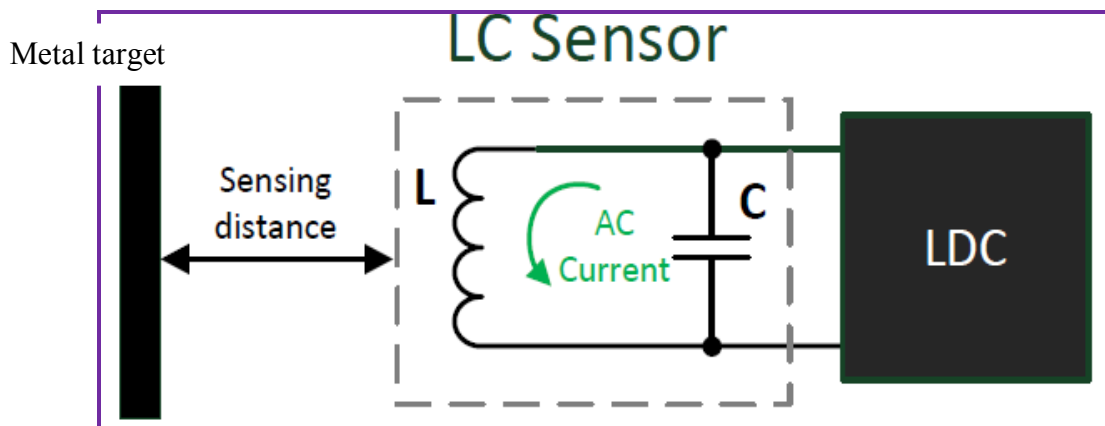 LC Sensor
Metal target
Sensing
distance
L
AC
Current
C
LDC